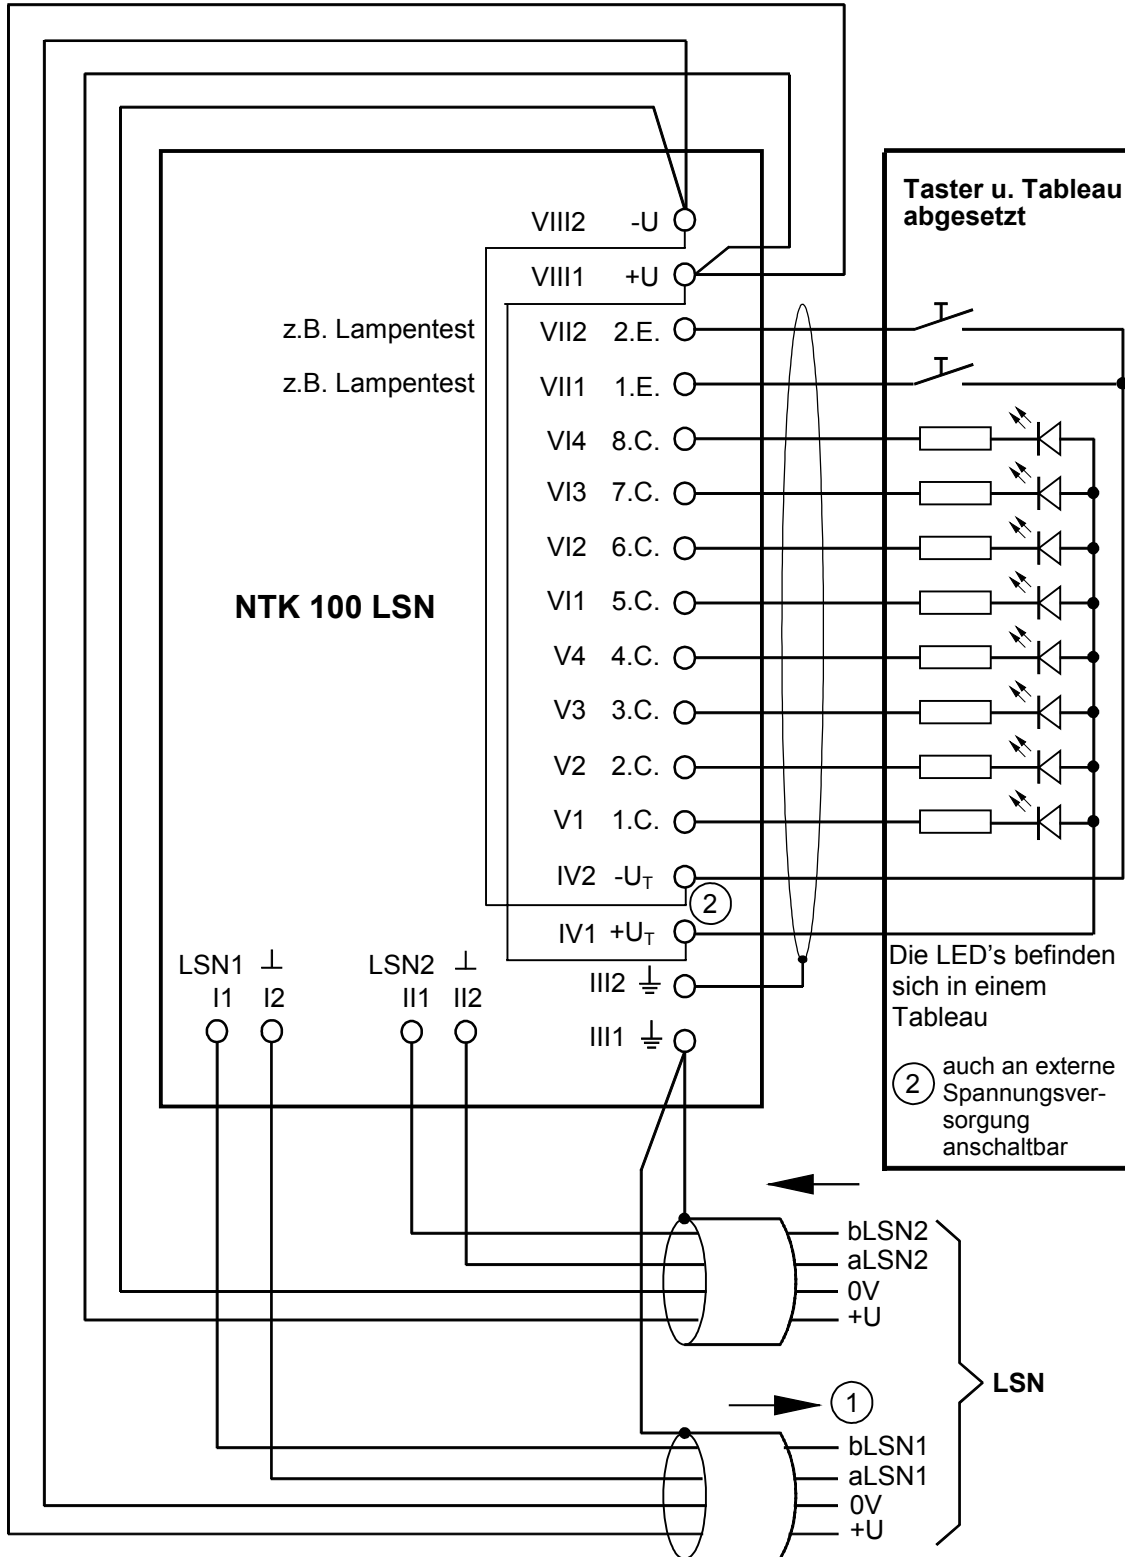 Taster u. Tableau
abgesetzt
VIII2 -U
VIII1 +U
z.B. Lampentest VII2 2.E.
z.B. Lampentest VII1 1.E.
VI4 8.C.
VI3 7.C.
VI2 6.C.
NTK 100 LSN
VI1 5.C.
V4 4.C.
V3 3.C.
V2 2.C.
V1 1.C.
IV2 -UT
2
IV1 +UT
LSN1 ⊥ LSN2 ⊥
I1 I2 II1 II2
III2
III1
Die LED's befinden
sich in einem
Tableau
2 auch an externe
Spannungsver-
sorgung
anschaltbar
bLSN2
aLSN2
0V
+U
LSN
1
bLSN1
aLSN1
0V
+U